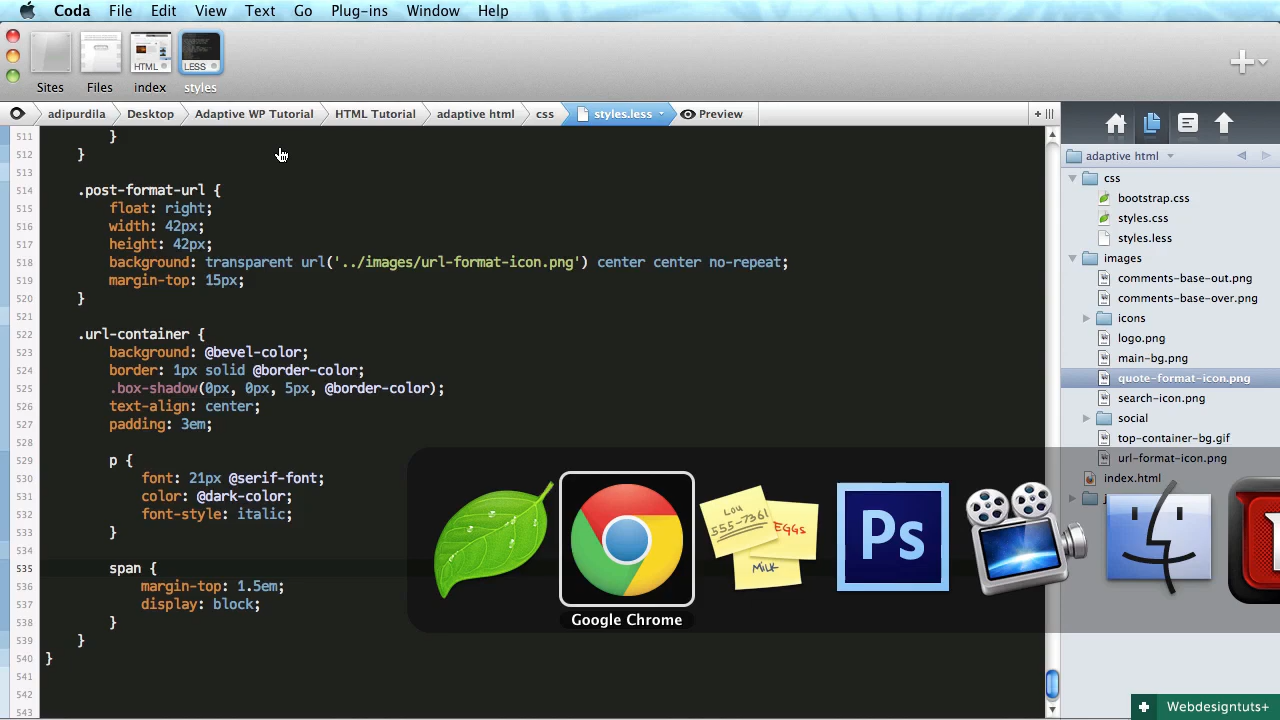 Coda File Edit View Text Go Plug-ins Window Help
HTML LESS
Sites Files index styles
adipurdila Desktop Adaptive WP Tutorial HTML Tutorial adaptive html css styles.less Preview
511 }
512 }
513
514 .post-format-url {
515 float: right;
516 width: 42px;
517 height: 42px;
518 background: transparent url('../images/url-format-icon.png') center center no-repeat;
519 margin-top: 15px;
520 }
521
522 .url-container {
523 background: @bevel-color;
524 border: 1px solid @border-color;
525 .box-shadow(0px, 0px, 5px, @border-color);
526 text-align: center;
527 padding: 3em;
528
529 p {
530 font: 21px @serif-font;
531 color: @dark-color;
532 font-style: italic;
533 }
534
535 span {
536 margin-top: 1.5em;
537 display: block;
538 }
539 }
540 }
541
542
543
adaptive html
css
bootstrap.css
styles.css
styles.less
images
comments-base-out.png
comments-base-over.png
icons
logo.png
main-bg.png
quote-format-icon.png
search-icon.png
social
top-container-bg.gif
url-format-icon.png
index.html
Lou
555-7361
EGGS
MILK
Ps
Google Chrome
Webdesigntuts+